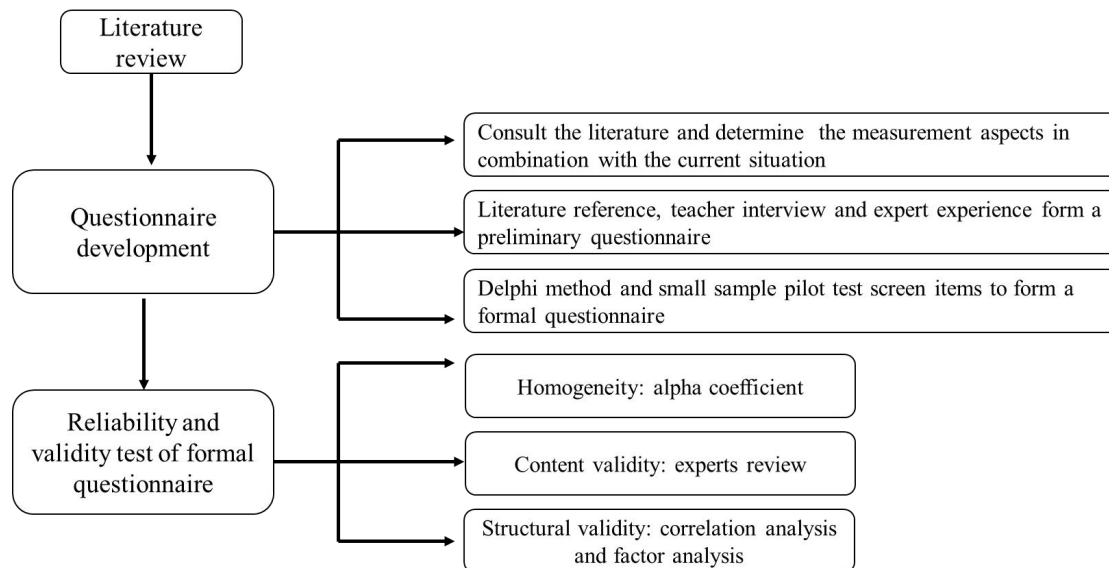 Literature
review
Consult the literature and determine the measurement aspects in
combination with the current situation
Questionnaire
development
Literature reference, teacher interview and expert experience form a
preliminary questionnaire
Delphi method and small sample pilot test screen items to form a
formal questionnaire
Homogeneity: alpha coefficient
Reliability and
validity test of formal
questionnaire
Content validity: experts review
Structural validity: correlation analysis
and factor analysis